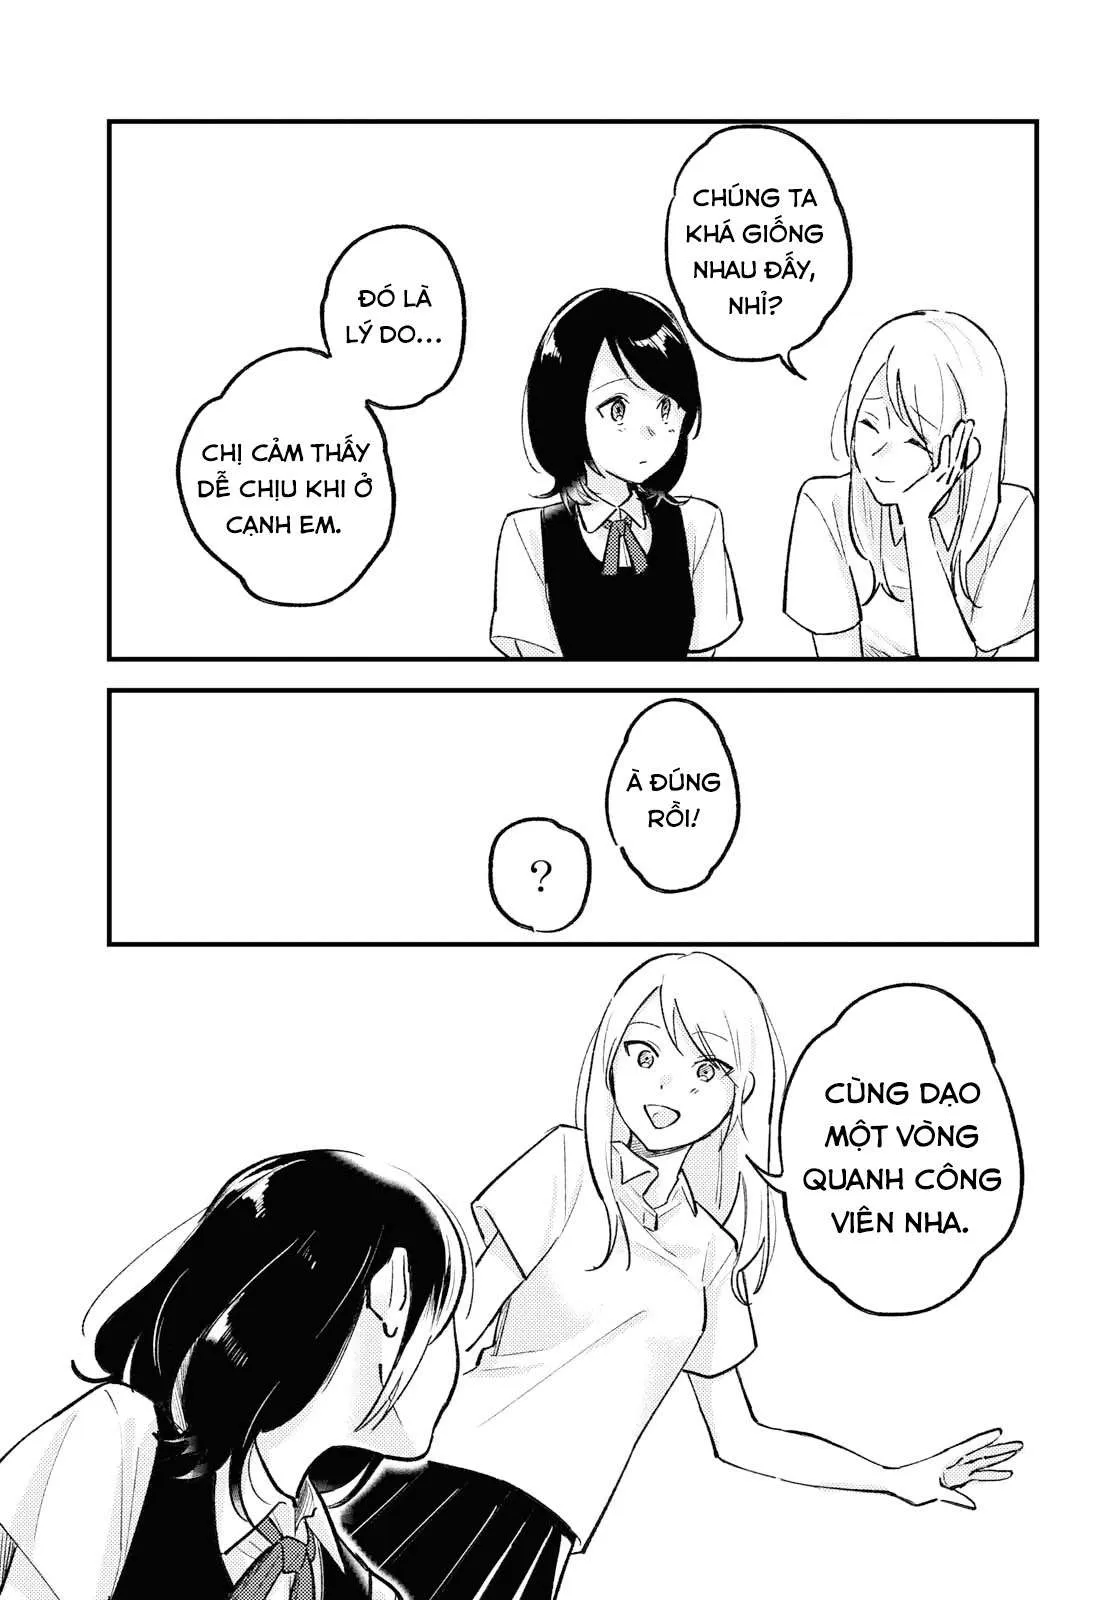 CHÚNG TA
KHÁ GIỐNG
NHAU ĐẤY,
NHỈ?
ĐÓ LÀ
LÝ DO...
CHỊ CẢM THẤY
DỄ CHỊU KHI Ở
CẠNH EM.
À ĐÚNG
RỒI!
?
CÙNG DẠO
MỘT VÒNG
QUANH CÔNG
VIÊN NHA.